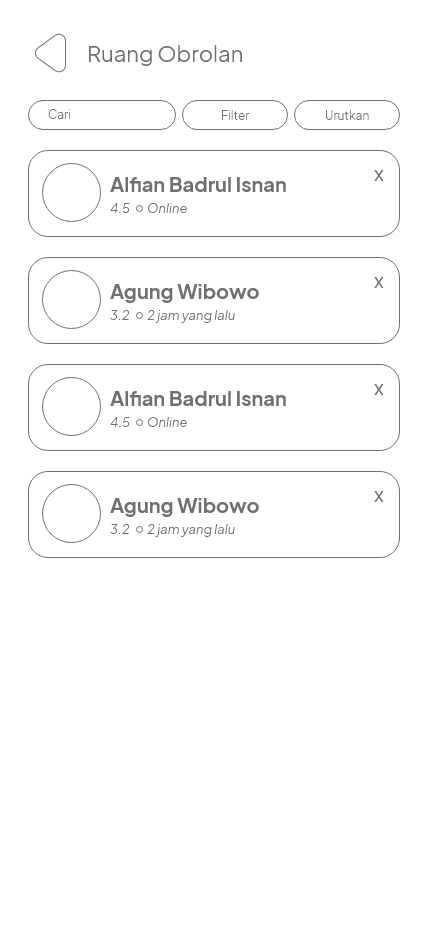 Ruang Obrolan
Cari
Filter
Urutkan
Alfian Badrul Isnan
X
4.5 Online
Agung Wibowo
X
3.2 2 jam yang lalu
Alfian Badrul Isnan
X
4.5 Online
Agung Wibowo
X
3.2 2 jam yang lalu